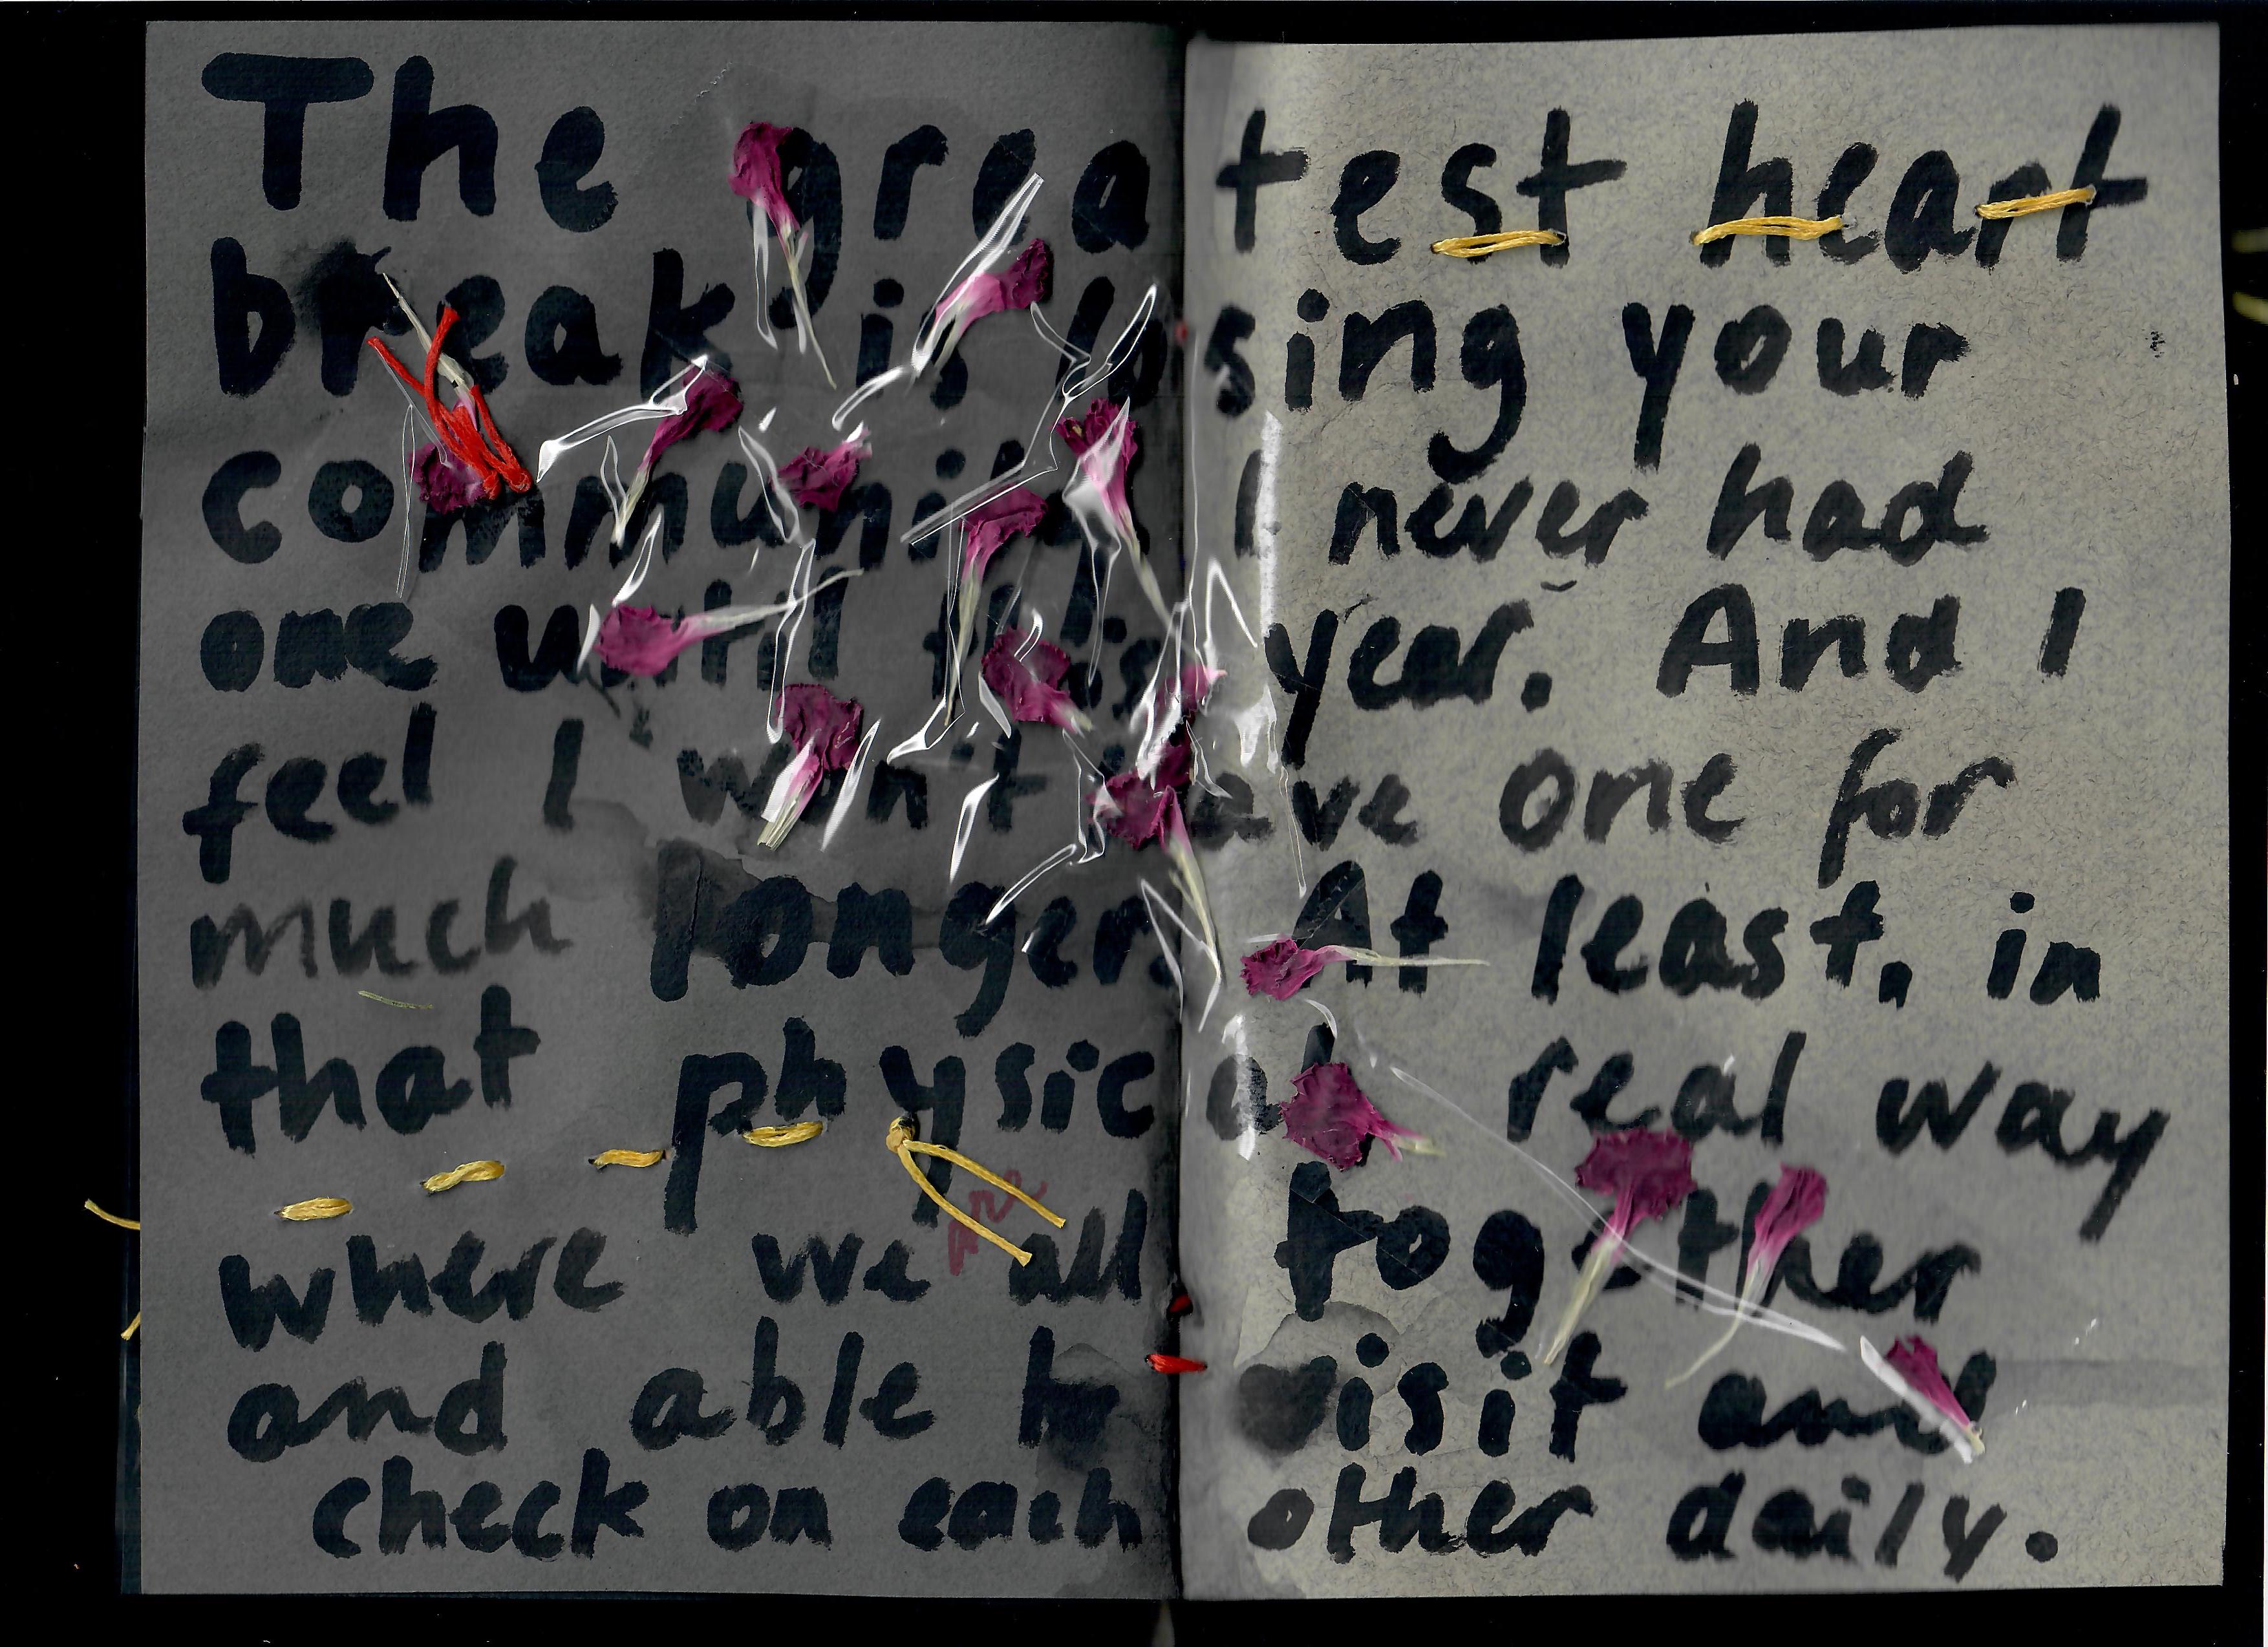 The greatest heart
break is losing your
community I never had
one until this year. And I
feel I won't have one for
much longer. At least, in
that physical real way
where we are all together
and able to visit and
check on each other daily.